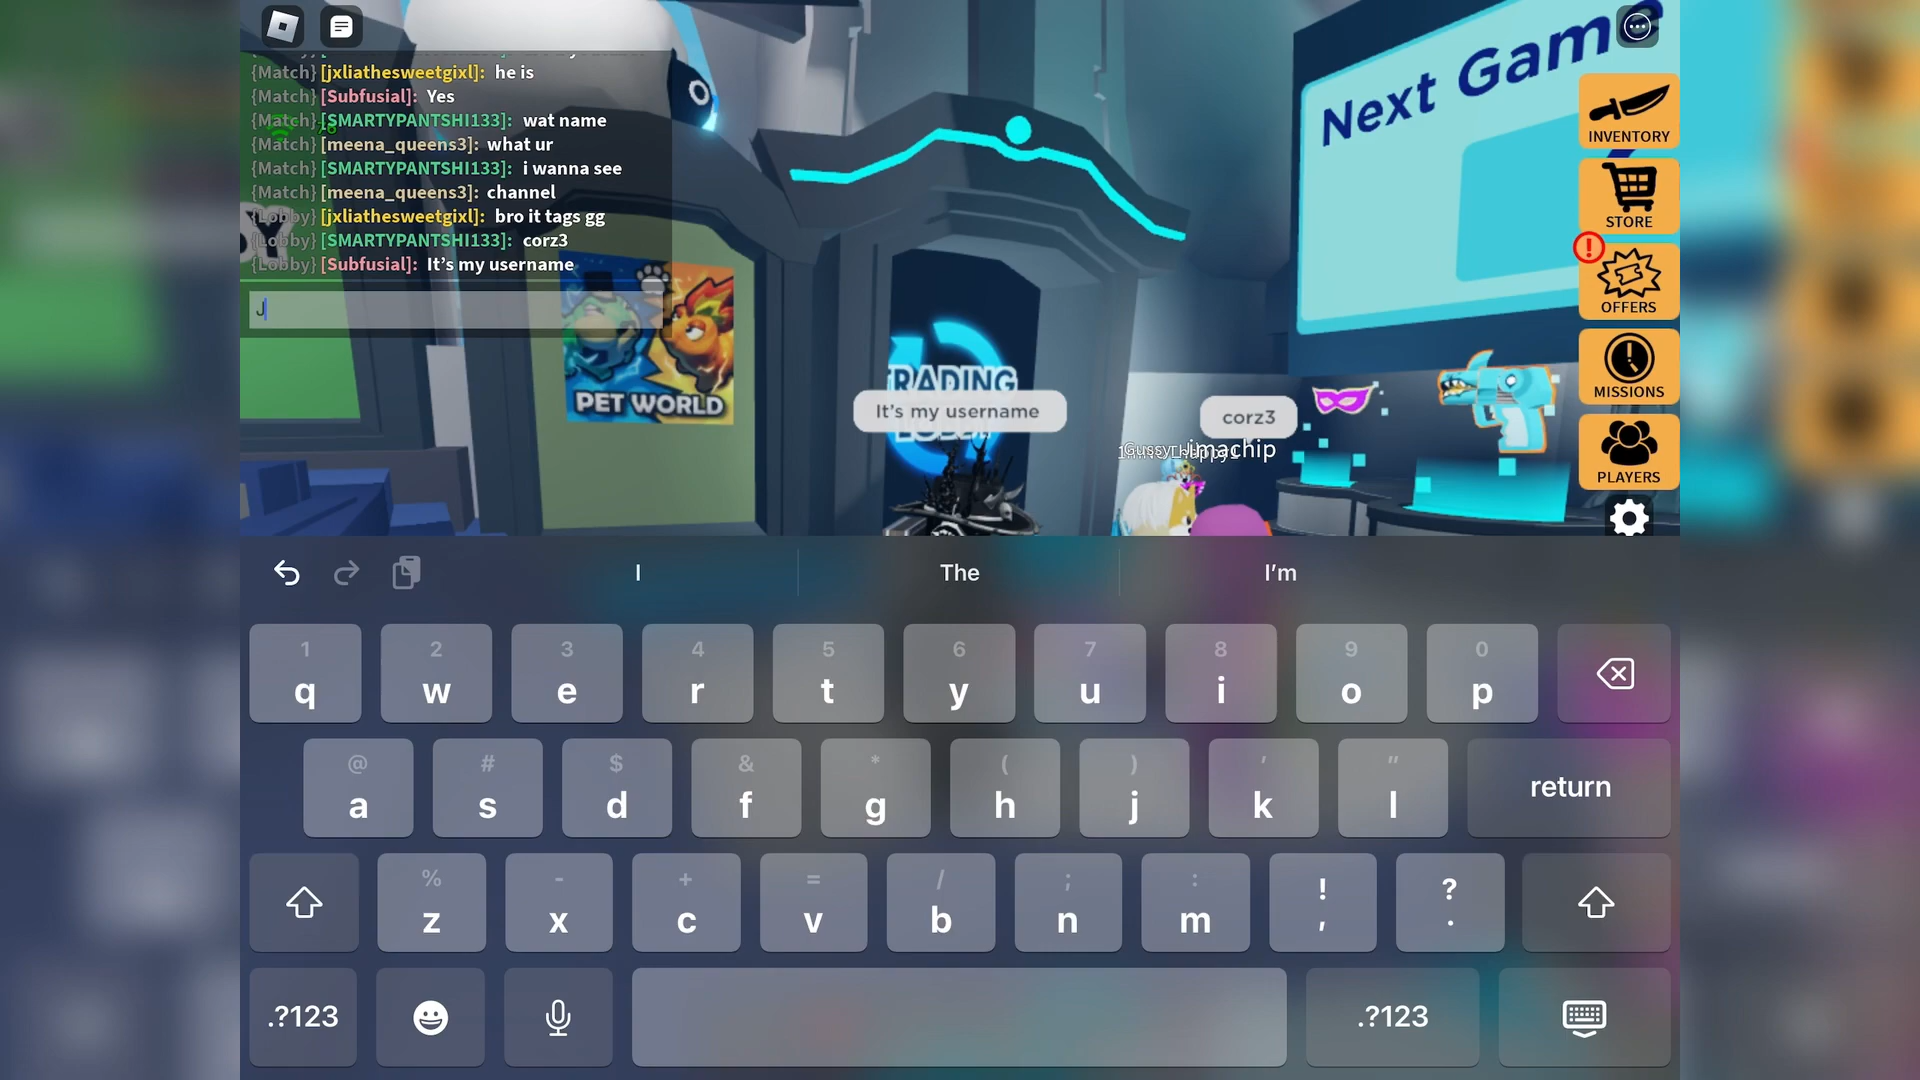 {Match} [jxliathesweetgixl]: he is
{Match} [Subfusial]: Yes
{Match} [SMARTYPANTSHI133]: wat name
{Match} [meena_queens3]: what ur
{Match} [SMARTYPANTSHI133]: i wanna see
{Match} [meena_queens3]: channel
{Lobby} [jxliathesweetgixl]: bro it tags gg
{Lobby} [SMARTYPANTSHI133]: corz3
{Lobby} [Subfusial]: It’s my username
J
Next Game
INVENTORY
STORE
!
OFFERS
MISSIONS
PLAYERS
PET WORLD
TRADING
It’s my username
corz3
imachip
I The I’m
1 2 3 4 5 6 7 8 9 0
q w e r t y u i o p
@ # $ & * ( ) ' "
a s d f g h j k l return
% - + = / ; : ! ?
z x c v b n m , .
.?123 .?123